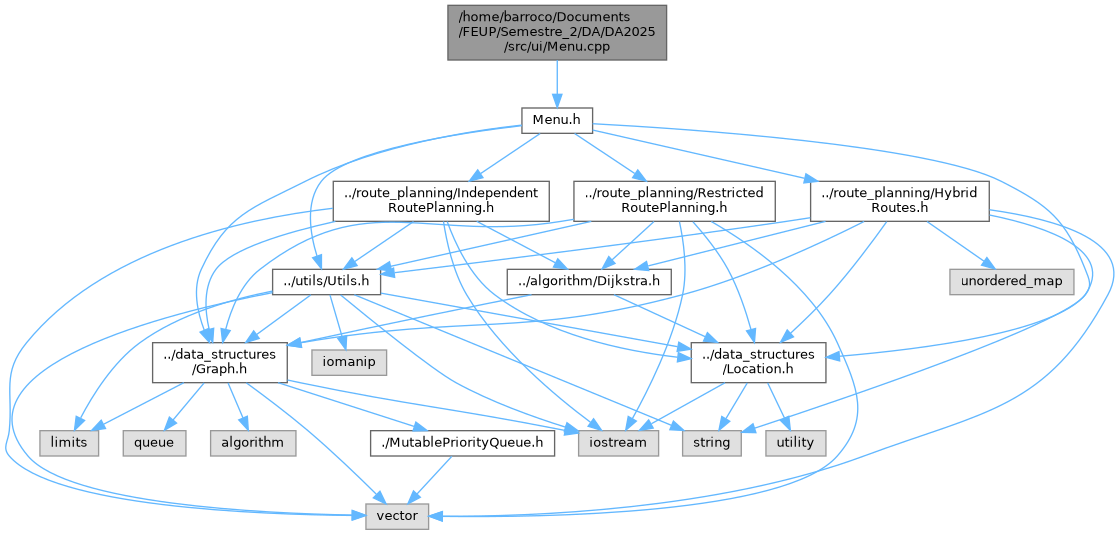 /home/barroco/Documents
/FEUP/Semestre_2/DA/DA2025
/src/ui/Menu.cpp
Menu.h
../route_planning/Independent
RoutePlanning.h
../route_planning/Restricted
RoutePlanning.h
../route_planning/Hybrid
Routes.h
../utils/Utils.h
../algorithm/Dijkstra.h
unordered_map
../data_structures
/Graph.h
iomanip
../data_structures
/Location.h
limits
queue
algorithm
./MutablePriorityQueue.h
iostream
string
utility
vector